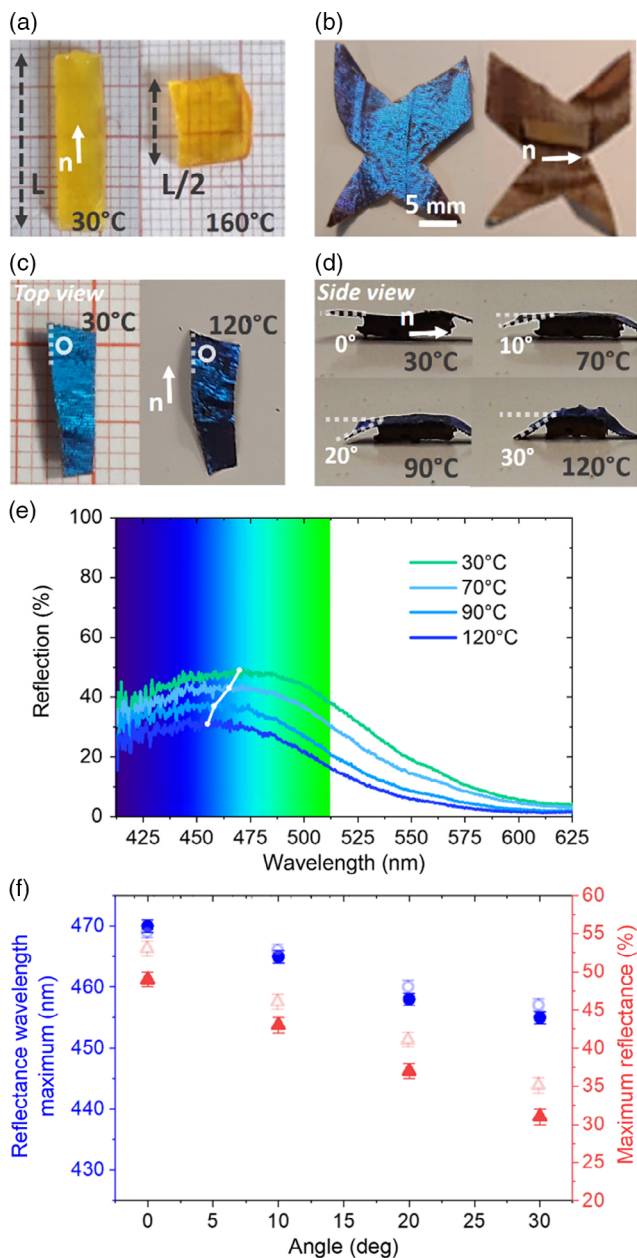 (a)
L
n
30°C
L/2
160°C
(b)
n
5 mm
(c)
Top view
30°C
120°C
n
(d)
Side view
n
0°
30°C
10°
70°C
20°
90°C
30°
120°C
(e)
100
80
60
40
20
0
Reflection (%)
30°C
70°C
90°C
120°C
425 450 475 500 525 550 575 600 625
Wavelength (nm)
(f)
470
460
450
440
430
Reflectance wavelength
maximum (nm)
60
55
50
45
40
35
30
25
20
Maximum reflectance (%)
0 5 10 15 20 25 30
Angle (deg)